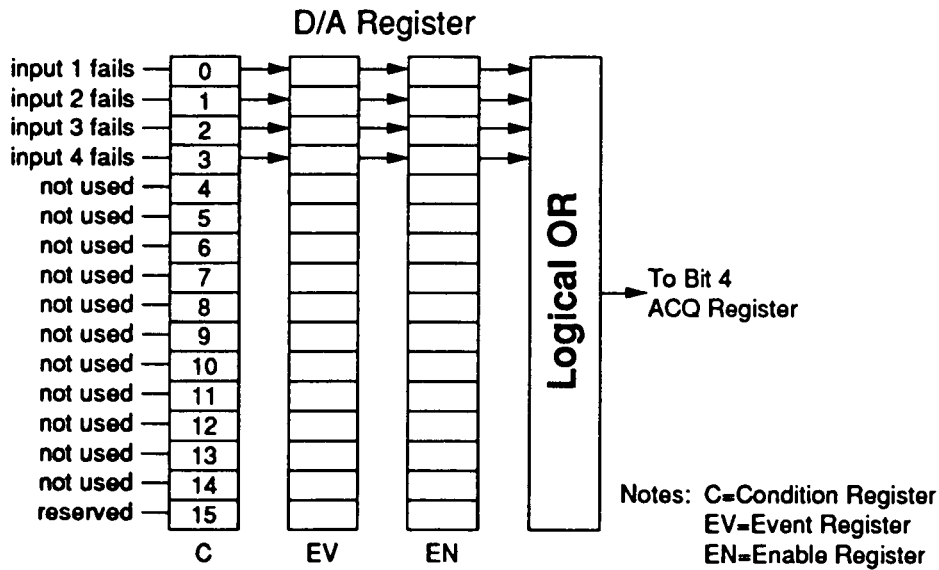 D/A Register
input 1 fails 0
input 2 fails 1
input 3 fails 2
input 4 fails 3
not used 4
not used 5
not used 6
not used 7
not used 8
not used 9
not used 10
not used 11
not used 12
not used 13
not used 14
reserved 15
C EV EN
Logical OR
To Bit 4
ACQ Register
Notes: C=Condition Register
EV=Event Register
EN=Enable Register